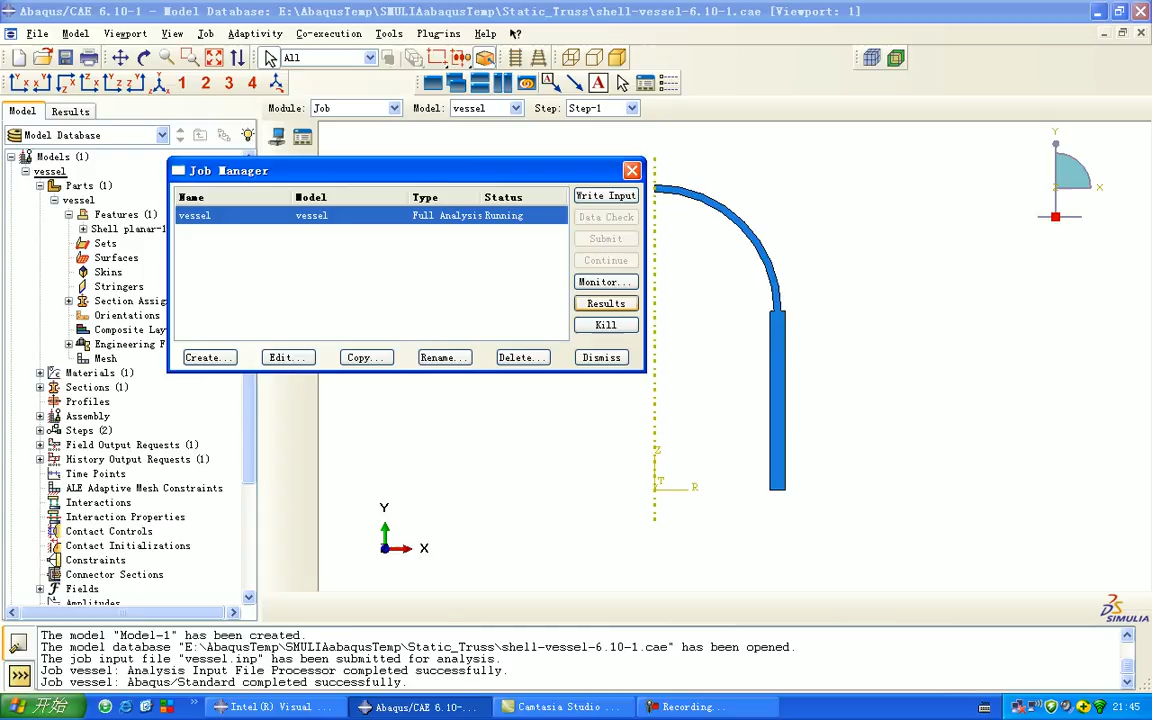 Abaqus/CAE 6.10-1 - Model Database: E:\AbaqusTemp\SMULIAabaqusTemp\Static_Truss\shell-vessel-6.10-1.cae [Viewport: 1]
File Model Viewport View Job Adaptivity Co-execution Tools Plug-ins Help
All
1 2 3 4
Model Results
Module: Job Model: vessel Step: Step-1
Model Database
Models (1)
vessel
Parts (1)
vessel
Features (1)
Shell planar-1
Sets
Surfaces
Skins
Stringers
Section Assig
Orientations
Composite Lay
Engineering F
Mesh
Materials (1)
Sections (1)
Profiles
Assembly
Steps (2)
Field Output Requests (1)
History Output Requests (1)
Time Points
ALE Adaptive Mesh Constraints
Interactions
Interaction Properties
Contact Controls
Contact Initializations
Constraints
Connector Sections
Fields
Amplitudes
Job Manager
Name Model Type Status
vessel vessel Full Analysis Running
Write Input
Data Check
Submit
Continue
Monitor...
Results
Kill
Create... Edit... Copy... Rename... Delete... Dismiss
Y
X
Z
Z
T
R
Y
X
SIMULIA
The model "Model-1" has been created.
The model database "E:\AbaqusTemp\SMULIAabaqusTemp\Static_Truss\shell-vessel-6.10-1.cae" has been opened.
The job input file "vessel.inp" has been submitted for analysis.
Job vessel: Analysis Input File Processor completed successfully.
Job vessel: Abaqus/Standard completed successfully.
>>>
开始
Intel(R) Visual ...
Abaqus/CAE 6.10-...
Camtasia Studio ...
Recording...
21:45